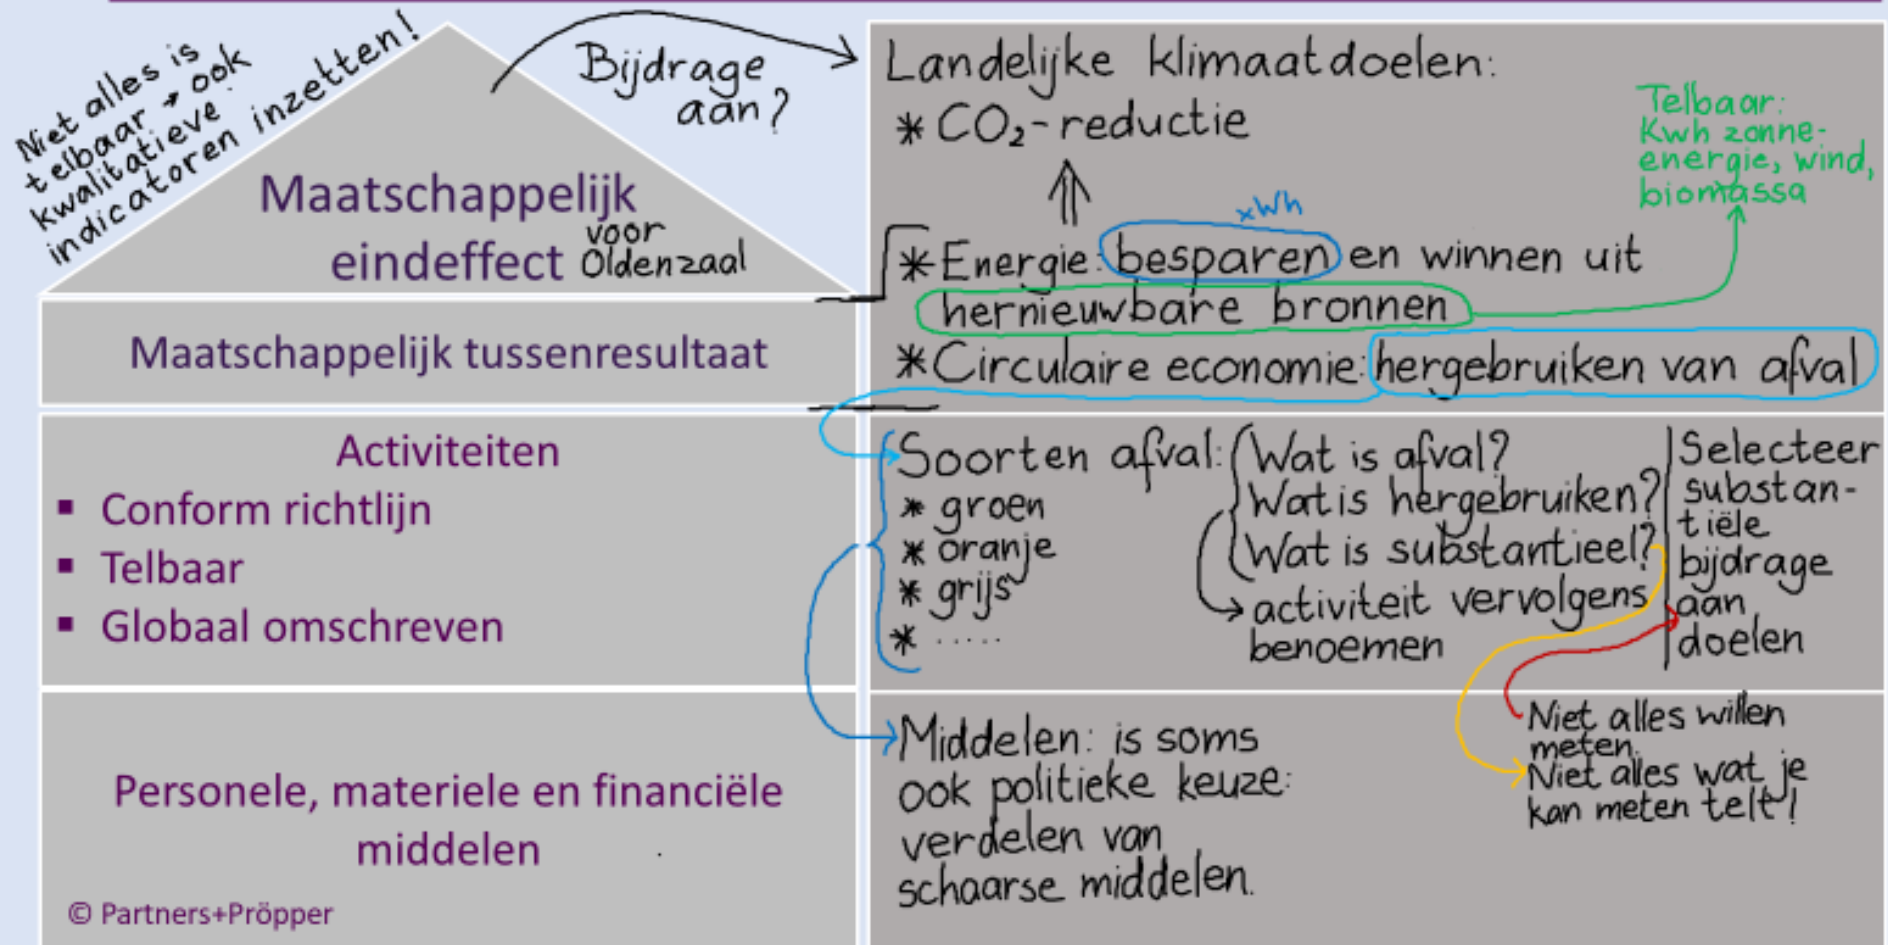 Niet alles is
telbaar → ook
kwalitatieve
indicatoren inzetten!
Bijdrage
aan?
Maatschappelijk
eindeffect voor
Oldenzaal
Maatschappelijk tussenresultaat
Activiteiten
▪ Conform richtlijn
▪ Telbaar
▪ Globaal omschreven
Personele, materiele en financiële
middelen
© Partners+Pröpper
Landelijke klimaatdoelen:
* CO₂-reductie
Telbaar:
Kwh zonne-
energie, wind,
biomassa
xWh
* Energie: besparen en winnen uit
hernieuwbare bronnen
* Circulaire economie: hergebruiken van afval
Soorten afval:
* groen
* oranje
* grijs
* .....
Wat is afval?
Wat is hergebruiken?
Wat is substantieel?
→ activiteit vervolgens
benoemen
Selecteer
substan-
tiële
bijdrage
aan
doelen
Middelen: is soms
ook politieke keuze:
verdelen van
schaarse middelen.
Niet alles willen
meten.
Niet alles wat je
kan meten telt!